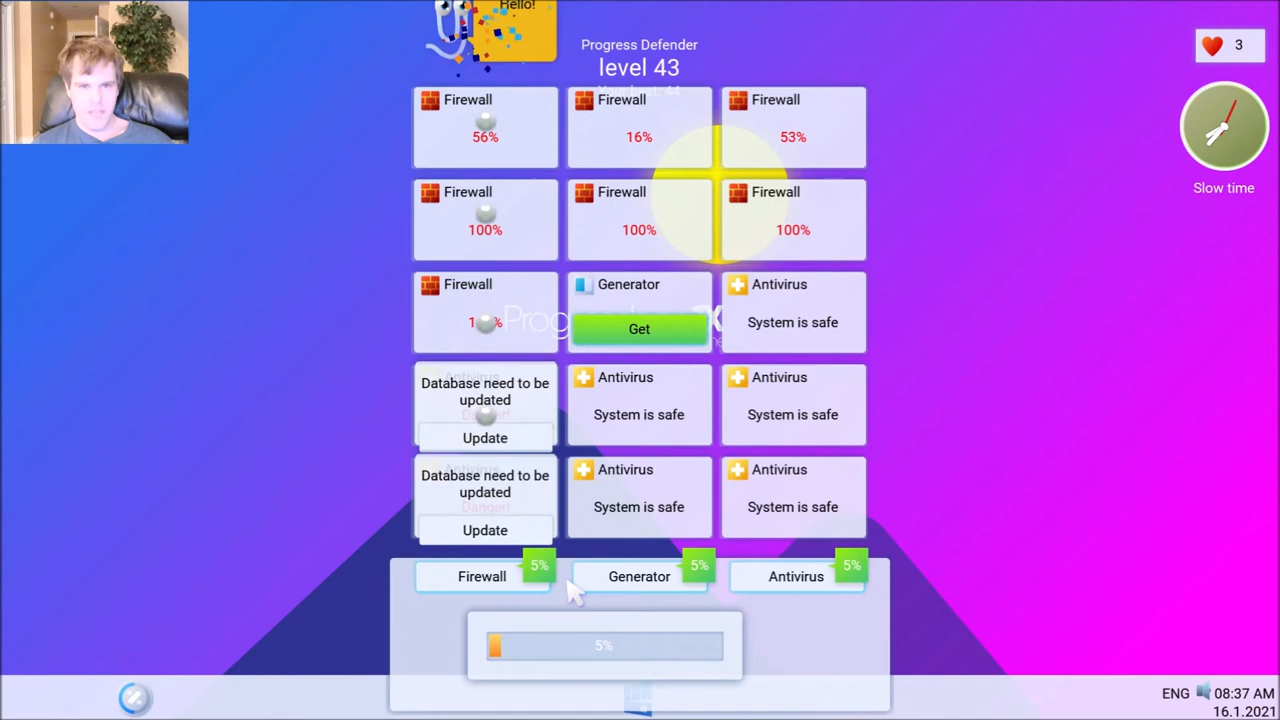 Hello!
Progress Defender
level 43
3
Firewall
56%
Firewall
16%
Firewall
53%
Slow time
Firewall
100%
Firewall
100%
Firewall
100%
Firewall
Generator
Get
Antivirus
System is safe
Database need to be
updated
Update
Antivirus
System is safe
Antivirus
System is safe
Database need to be
updated
Danger!
Update
Antivirus
System is safe
Antivirus
System is safe
Firewall
5%
Generator
5%
Antivirus
5%
5%
ENG
08:37 AM
16.1.2021